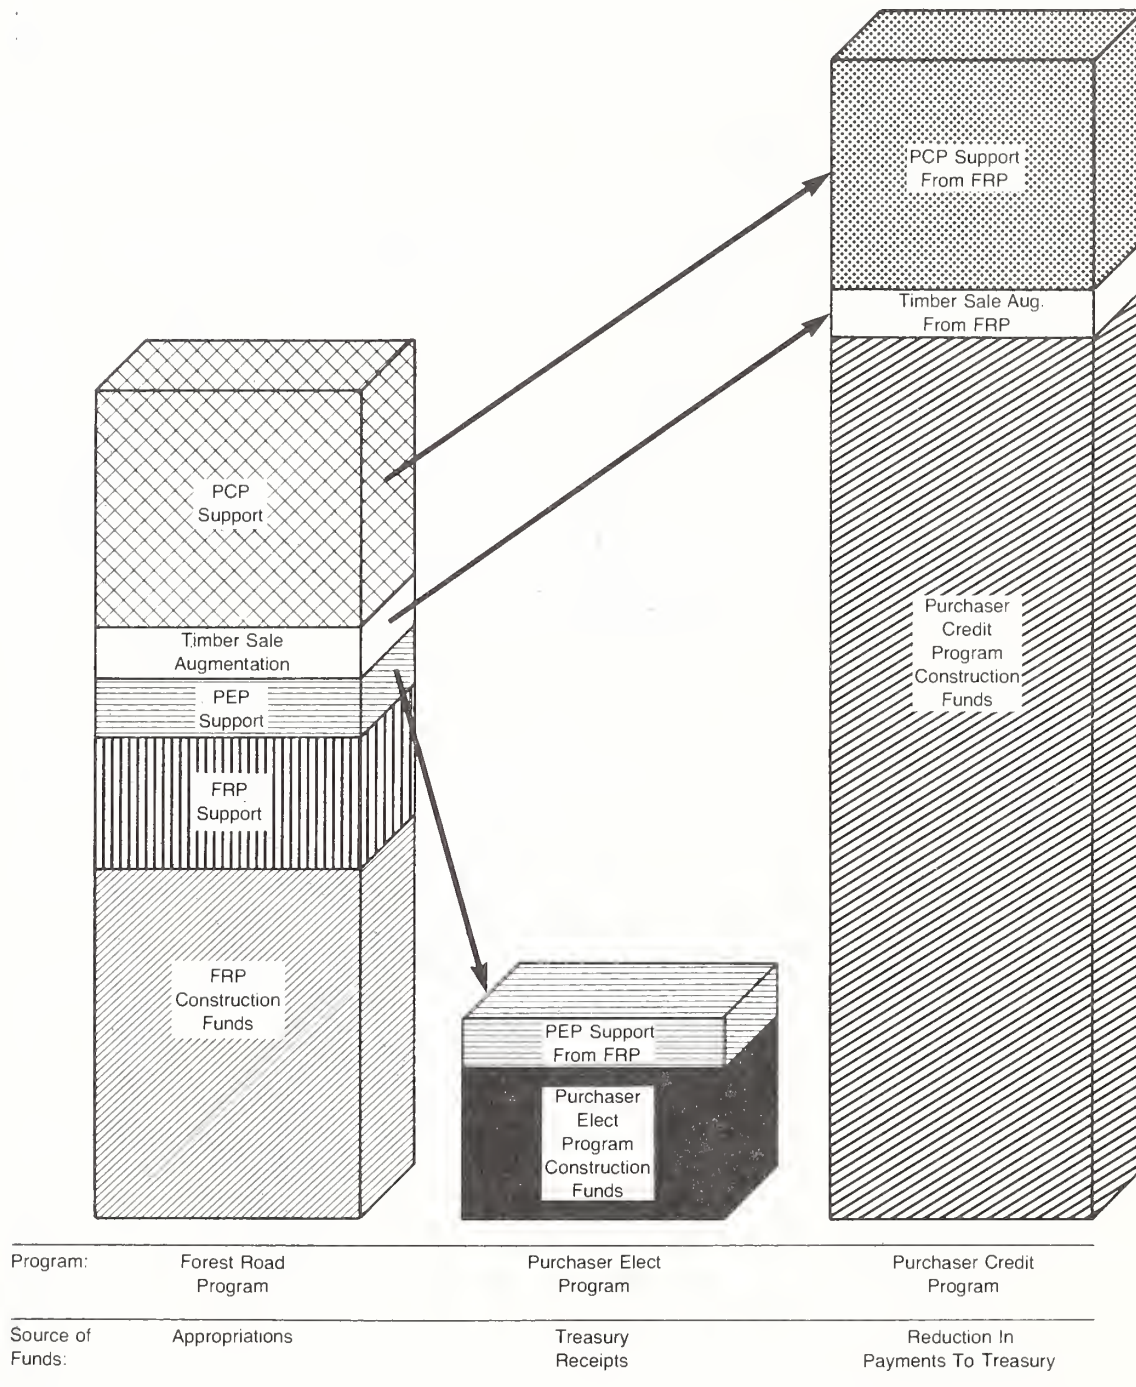 PCP Support
From FRP
Timber Sale Aug.
From FRP
Purchaser
Credit
Program
Construction
Funds
PCP
Support
Timber Sale
Augmentation
PEP
Support
FRP
Support
FRP
Construction
Funds
PEP Support
From FRP
Purchaser
Elect
Program
Construction
Funds
Program:
Forest Road
Program
Purchaser Elect
Program
Purchaser Credit
Program
Source of
Funds:
Appropriations
Treasury
Receipts
Reduction In
Payments To Treasury